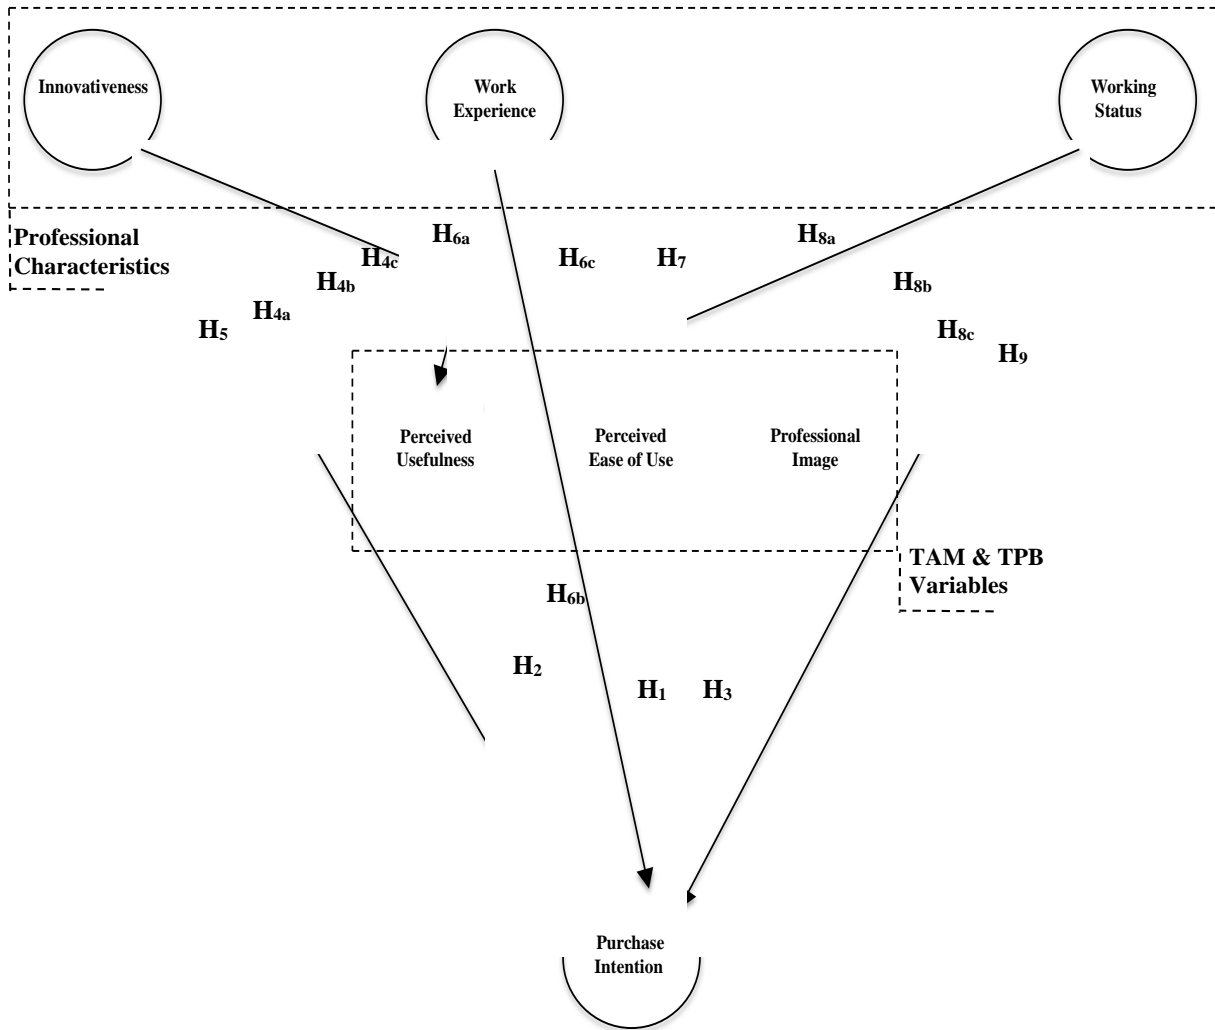 Innovativeness
Work
Experience
Working
Status
Professional
Characteristics
H6a
H4c
H6c
H7
H8a
H4b
H8b
H4a
H5
H8c
H9
Perceived
Usefulness
Perceived
Ease of Use
Professional
Image
TAM & TPB
Variables
H6b
H2
H1
H3
Purchase
Intention